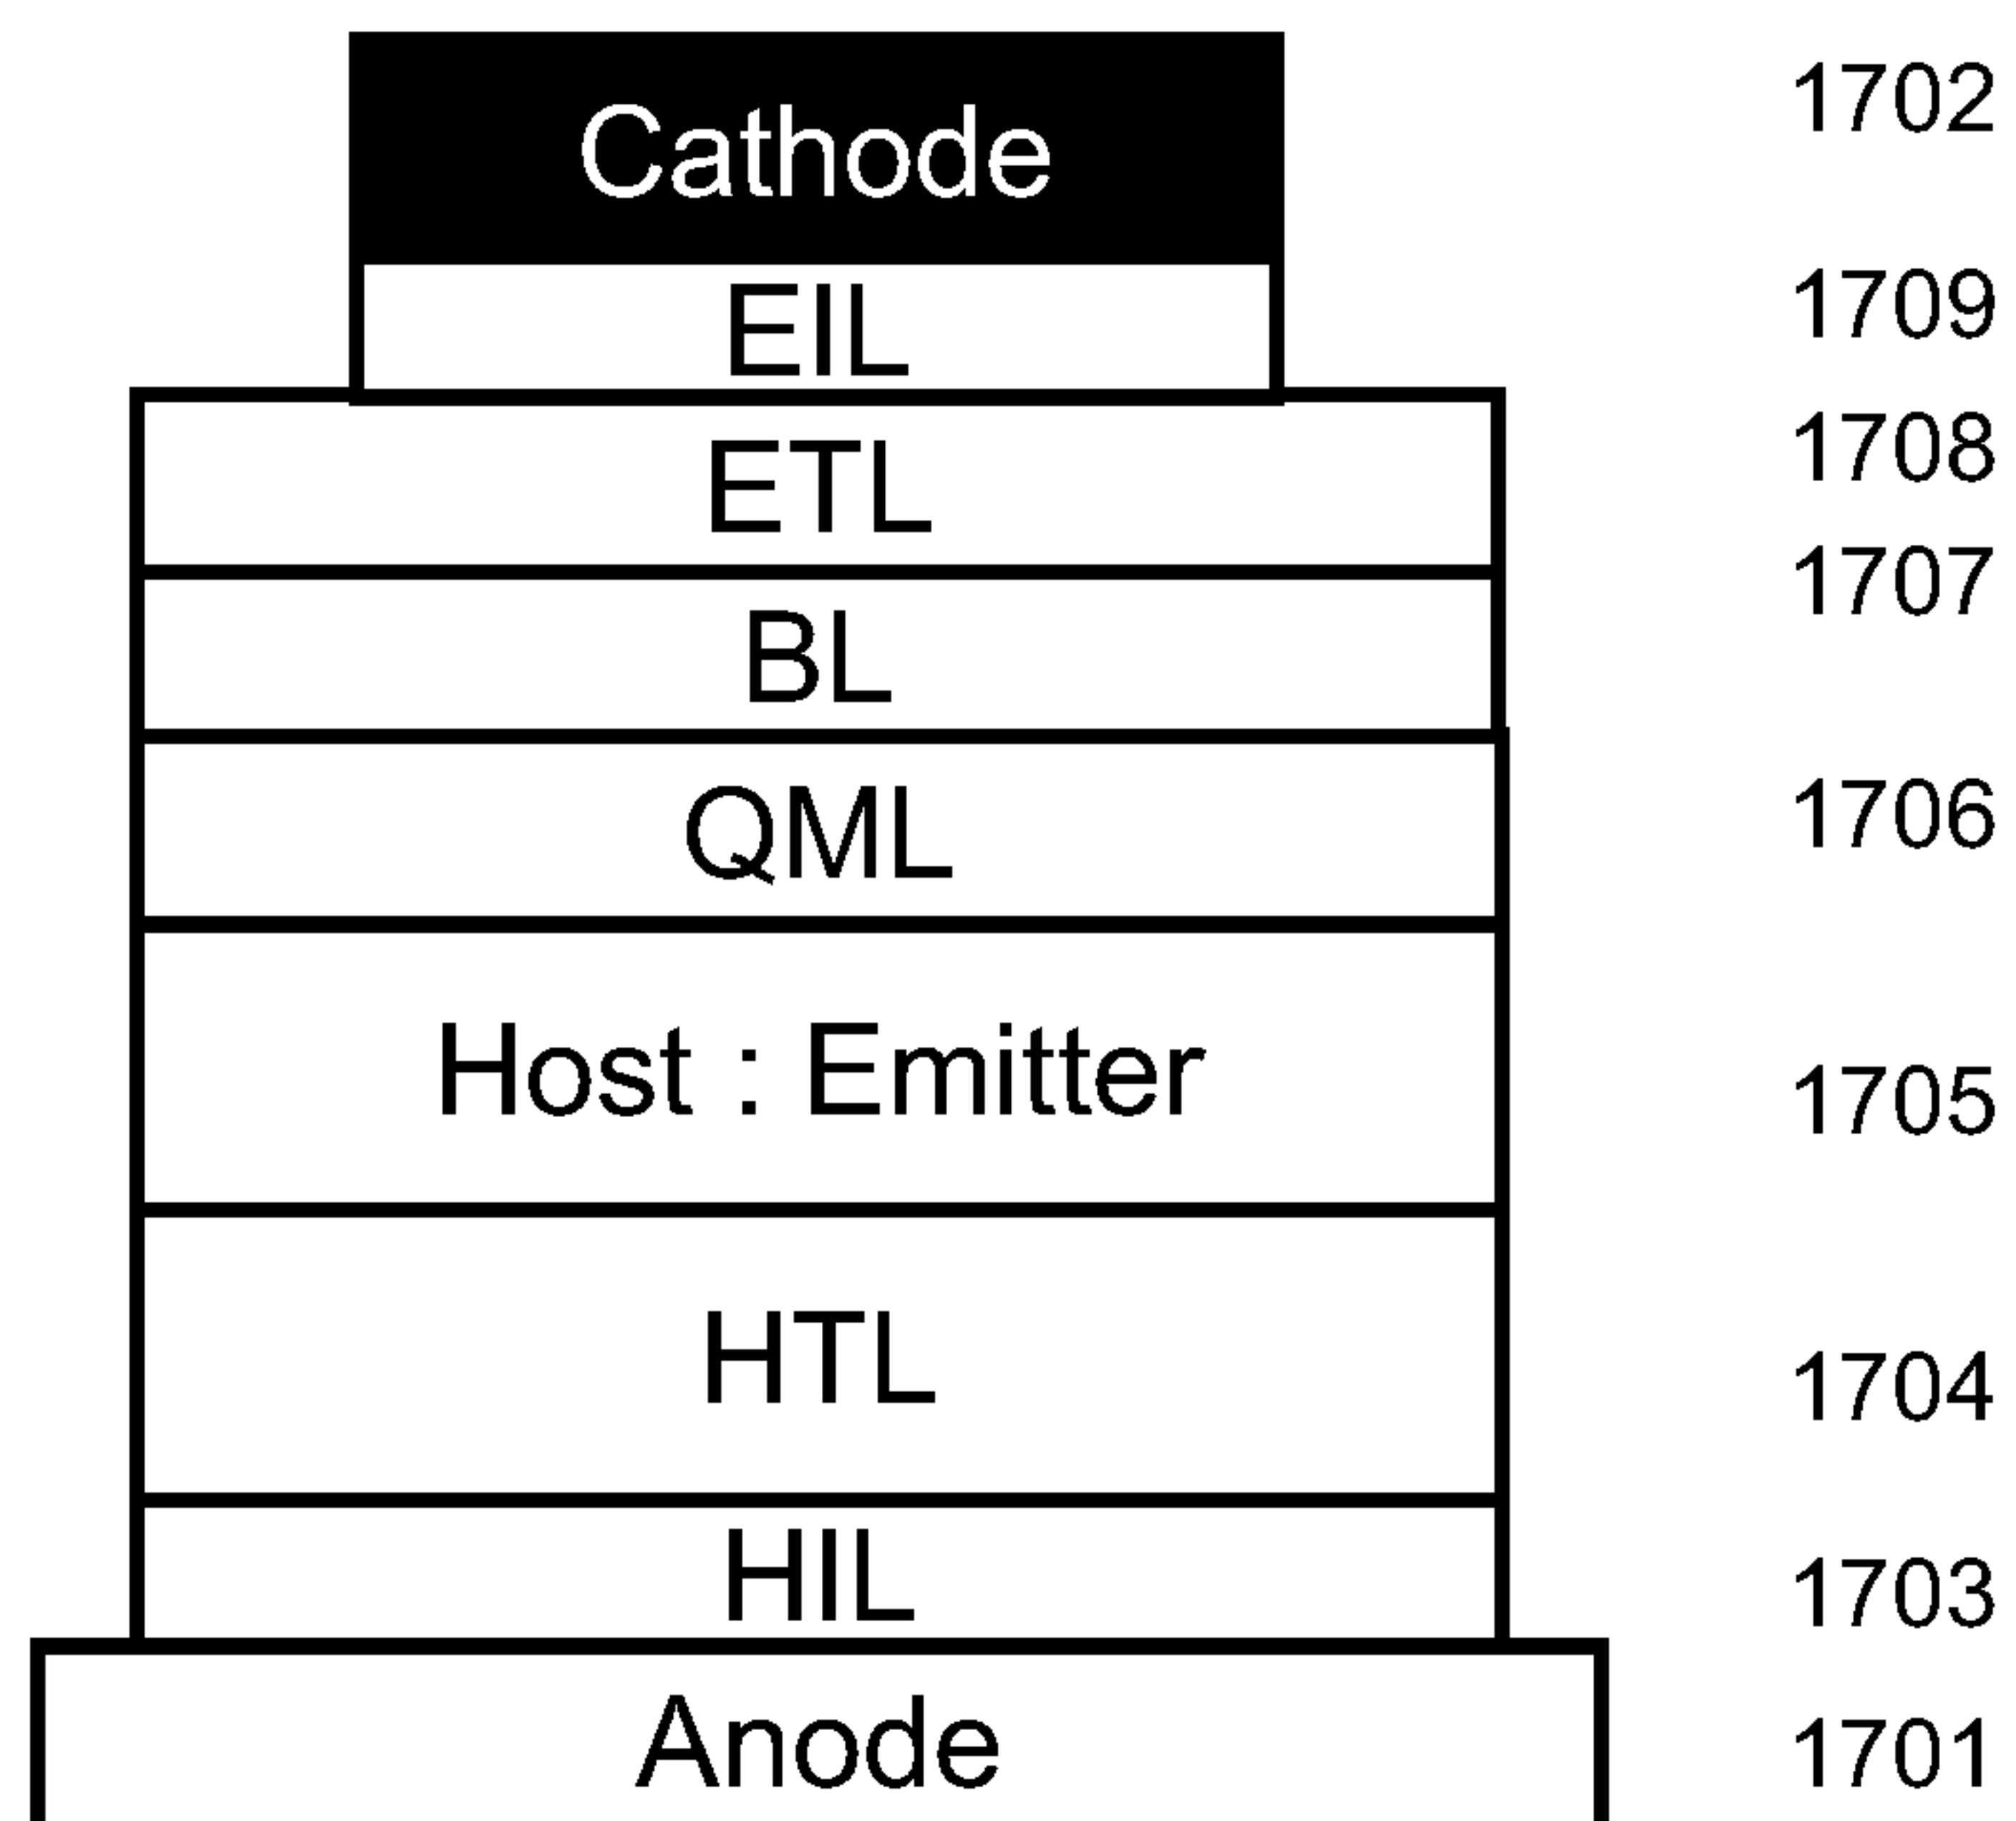 Cathode 1702
EIL 1709
ETL 1708
BL 1707
QML 1706
Host : Emitter 1705
HTL 1704
HIL 1703
Anode 1701